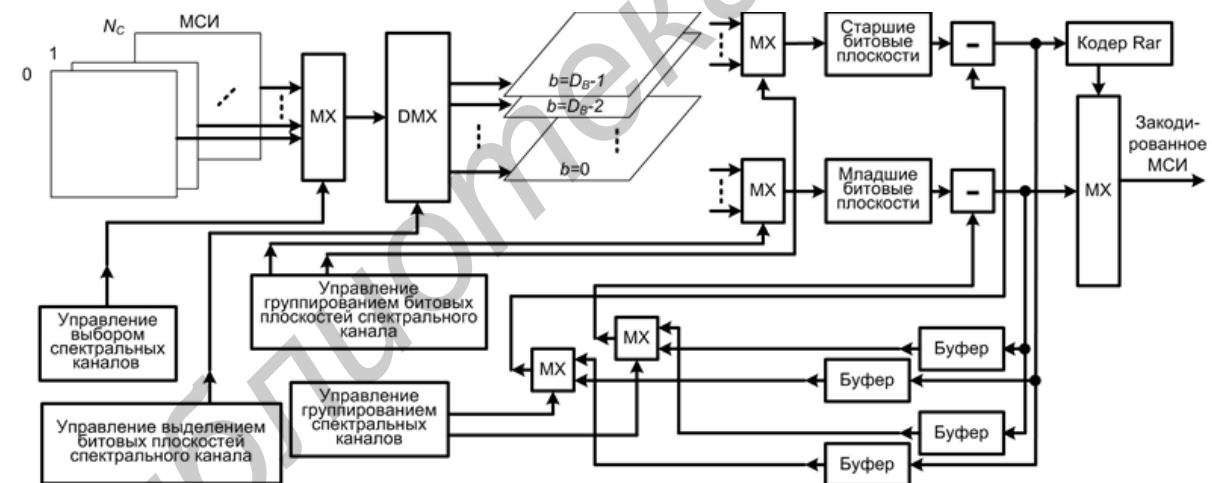 N_C
МСИ
1
0
MX
DMX
b=D_B-1
b=D_B-2
b=0
MX
Старшие
битовые
плоскости
-
Кодер Rar
MX
Младшие
битовые
плоскости
-
MX
Закоди-
рованное
МСИ
Управление
выбором
спектральных
каналов
Управление
группированием битовых
плоскостей спектрального
канала
MX
MX
Буфер
Буфер
Буфер
Буфер
Управление
группированием
спектральных
каналов
Управление выделением
битовых плоскостей
спектрального канала